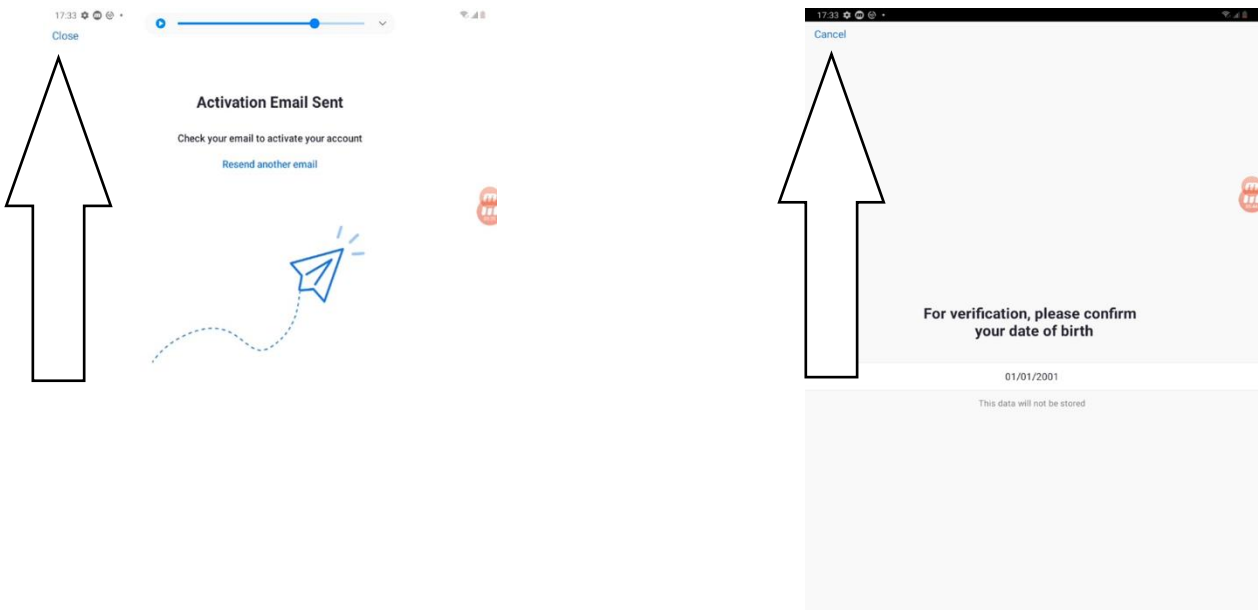 17:33
Close
Activation Email Sent
Check your email to activate your account
Resend another email
17:33
Cancel
For verification, please confirm
your date of birth
01/01/2001
This data will not be stored